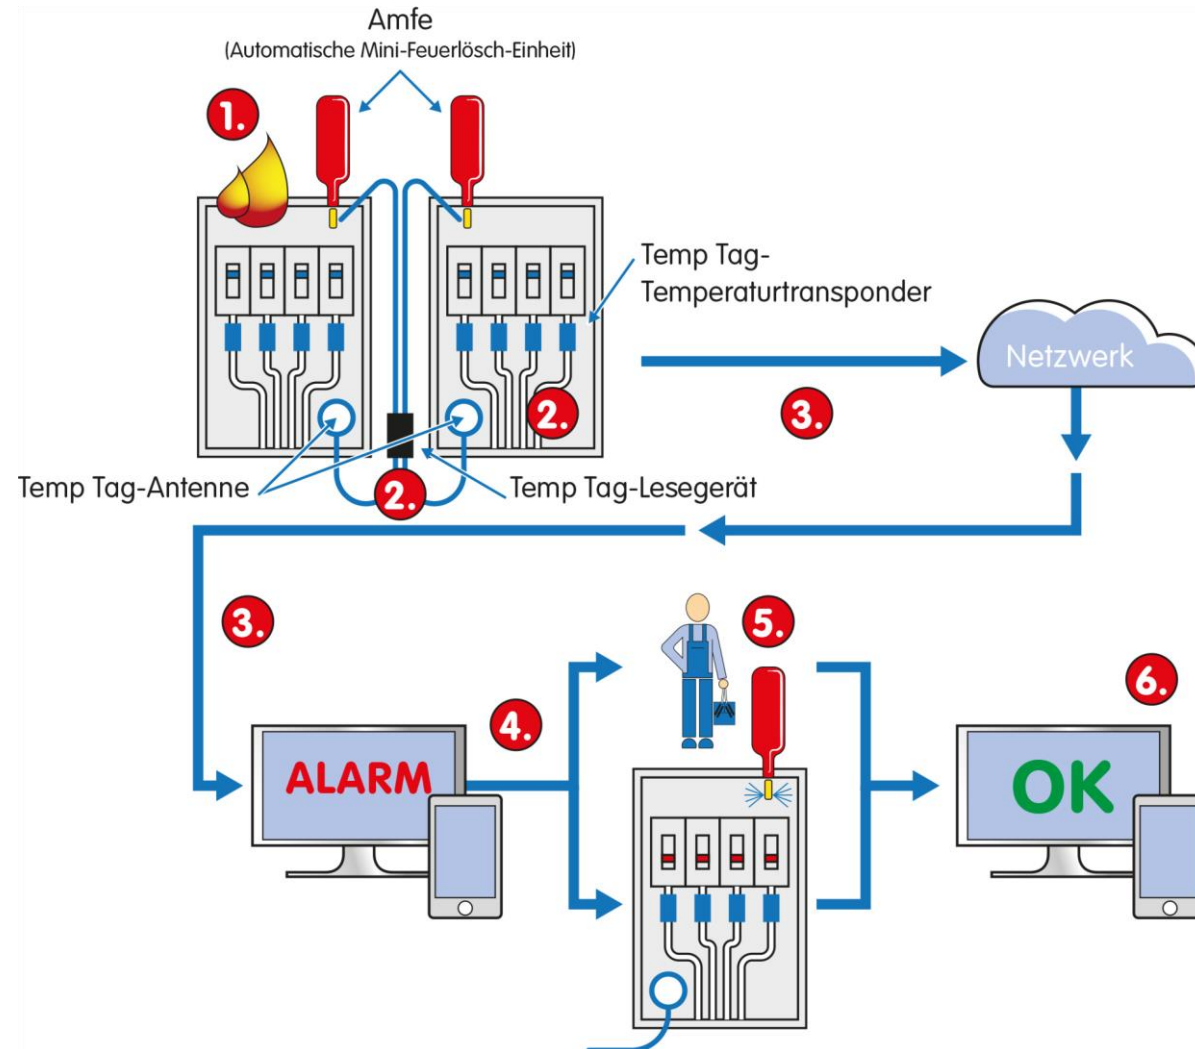 Amfe
(Automatische Mini-Feuerlösch-Einheit)
1.
Temp Tag-
Temperaturtransponder
Netzwerk
2.
3.
Temp Tag-Antenne
2.
Temp Tag-Lesegerät
3.
5.
6.
4.
ALARM
OK